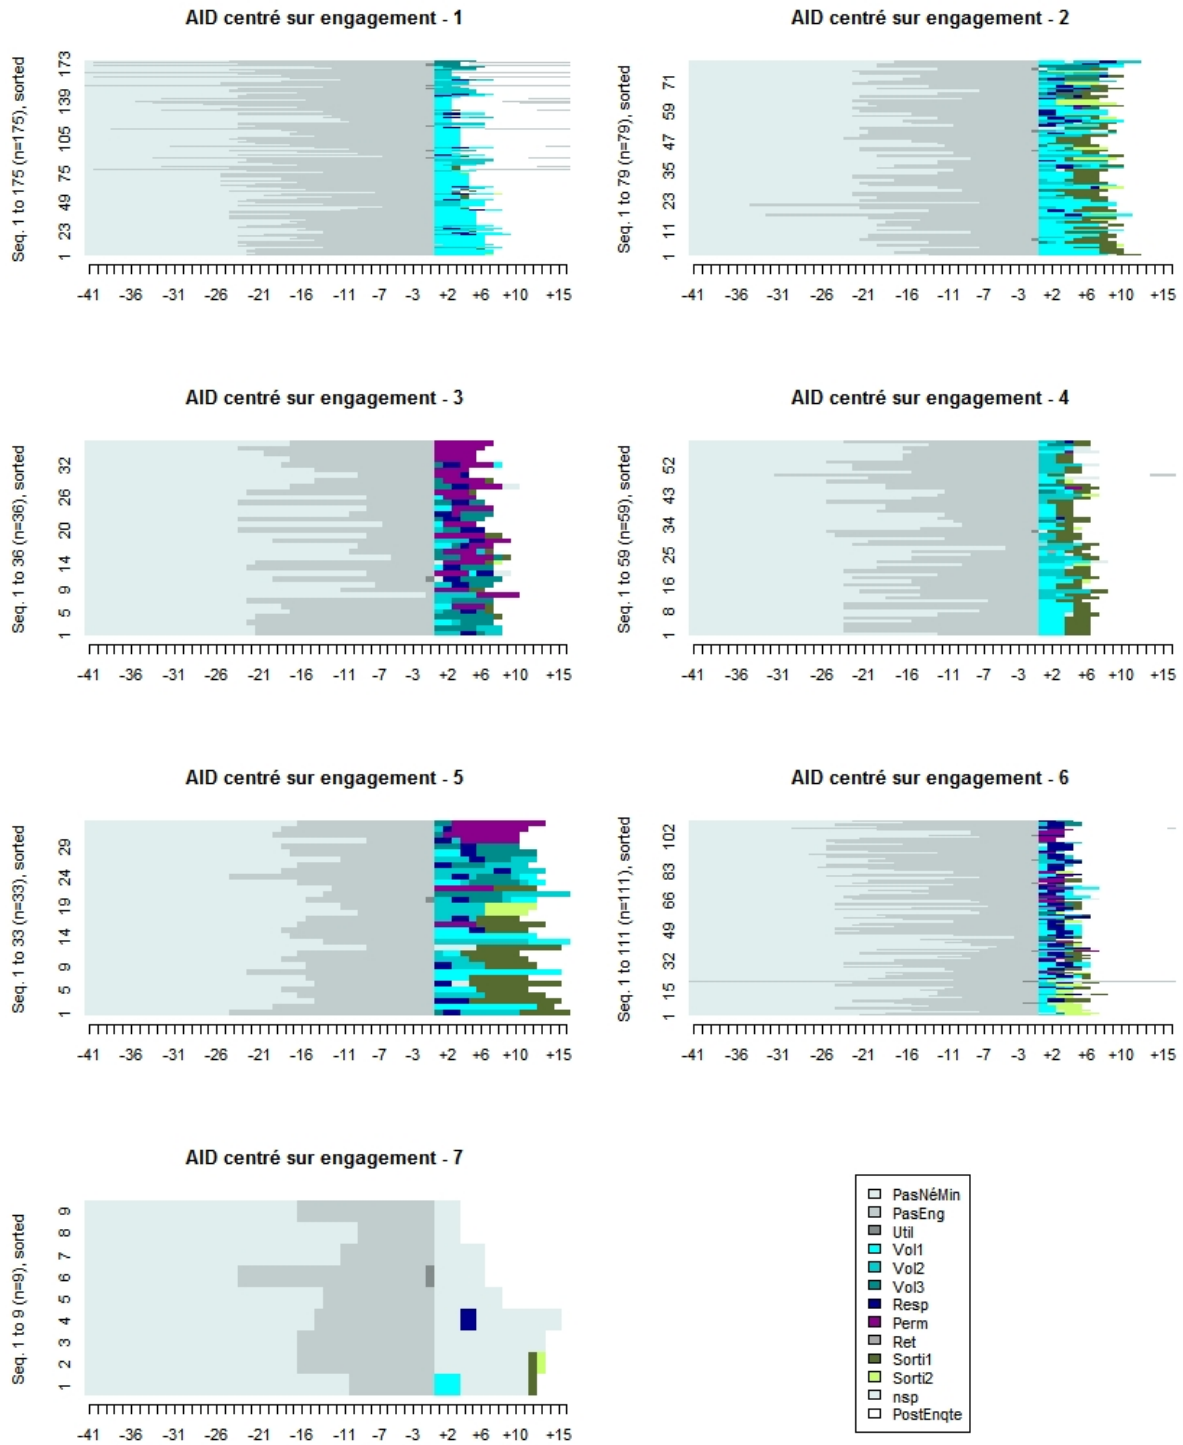 AID centré sur engagement - 1
AID centré sur engagement - 2
Seq. 1 to 175 (n=175), sorted
1 23 49 75 105 139 173
-41 -36 -31 -26 -21 -16 -11 -7 -3 +2 +6 +10 +15
Seq. 1 to 79 (n=79), sorted
1 11 23 35 47 59 71
-41 -36 -31 -26 -21 -16 -11 -7 -3 +2 +6 +10 +15
AID centré sur engagement - 3
AID centré sur engagement - 4
Seq. 1 to 36 (n=36), sorted
1 5 9 14 20 26 32
-41 -36 -31 -26 -21 -16 -11 -7 -3 +2 +6 +10 +15
Seq. 1 to 59 (n=59), sorted
1 8 16 25 34 43 52
-41 -36 -31 -26 -21 -16 -11 -7 -3 +2 +6 +10 +15
AID centré sur engagement - 5
AID centré sur engagement - 6
Seq. 1 to 33 (n=33), sorted
1 5 9 14 19 24 29
-41 -36 -31 -26 -21 -16 -11 -7 -3 +2 +6 +10 +15
Seq. 1 to 111 (n=111), sorted
1 15 32 49 66 83 102
-41 -36 -31 -26 -21 -16 -11 -7 -3 +2 +6 +10 +15
AID centré sur engagement - 7
Seq. 1 to 9 (n=9), sorted
1 2 3 4 5 6 7 8 9
-41 -36 -31 -26 -21 -16 -11 -7 -3 +2 +6 +10 +15
PasNéMin
PasEng
Util
Vol1
Vol2
Vol3
Resp
Perm
Ret
Sorti1
Sorti2
nsp
PostEnqte